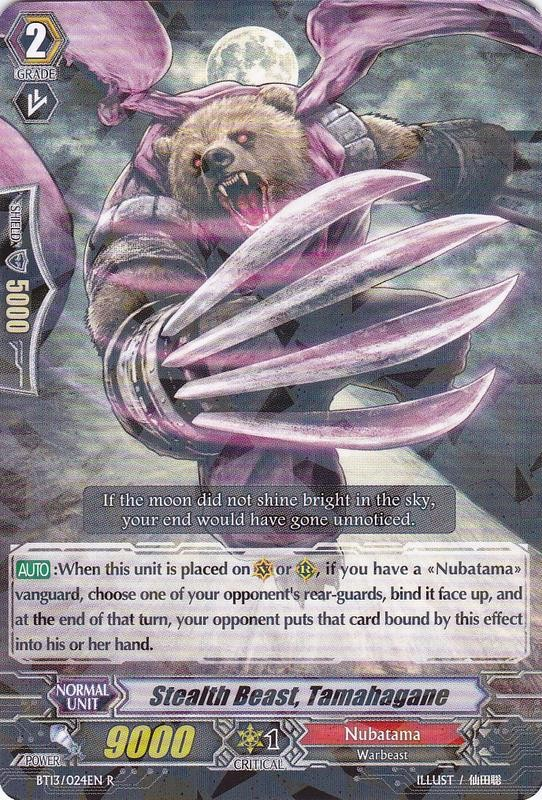 2
GRADE
SHIELD
5000
If the moon did not shine bright in the sky,
your end would have gone unnoticed.
AUTO:When this unit is placed on V or R, if you have a «Nubatama»
vanguard, choose one of your opponent's rear-guards, bind it face up, and
at the end of that turn, your opponent puts that card bound by this effect
into his or her hand.
NORMAL
UNIT
Stealth Beast, Tamahagane
POWER
9000
1
CRITICAL
Nubatama
Warbeast
BT13/024EN R
ILLUST / 仙田聡